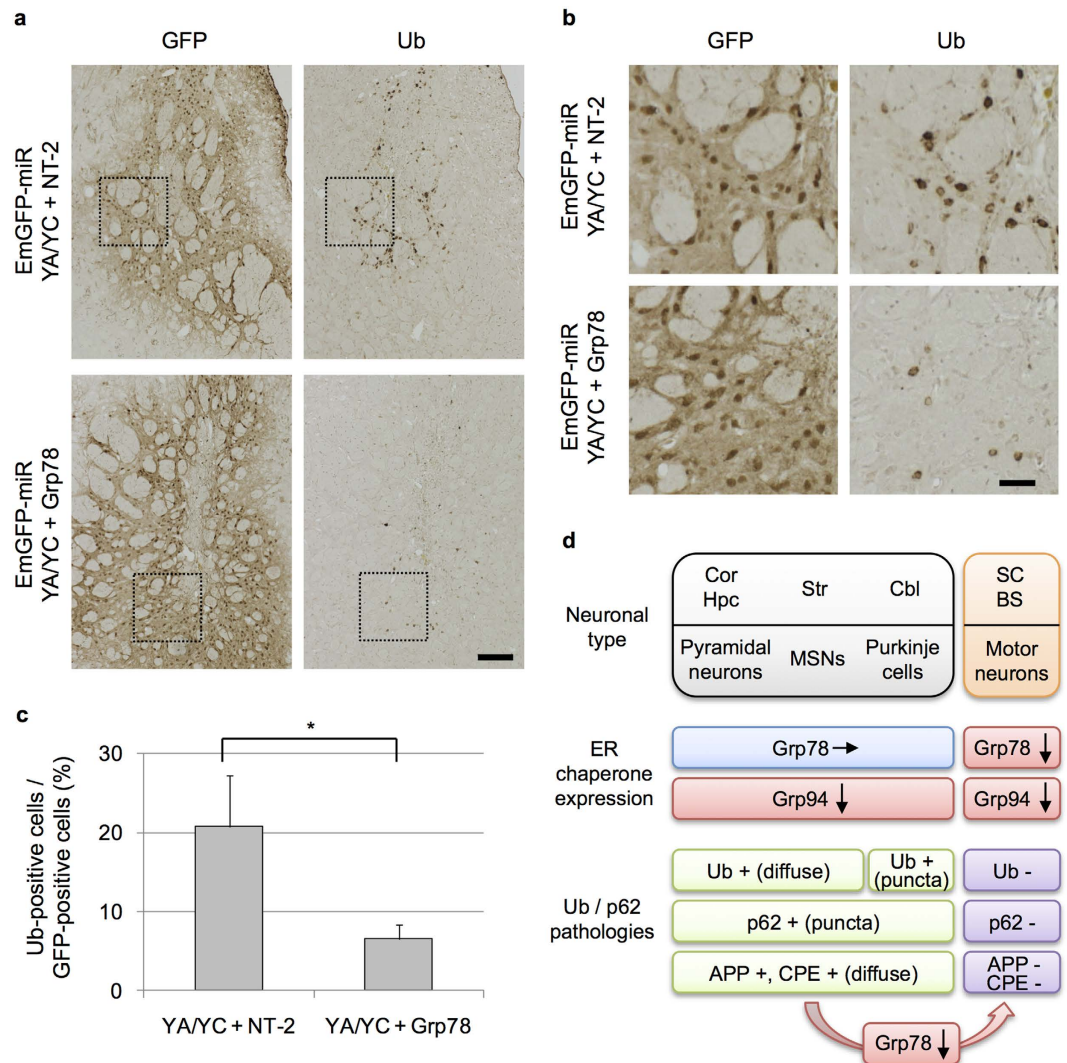 a
GFP
Ub
EmGFP-miR
YA/YC + NT-2
EmGFP-miR
YA/YC + Grp78
b
GFP
Ub
EmGFP-miR
YA/YC + NT-2
EmGFP-miR
YA/YC + Grp78
c
*
Ub-positive cells /
GFP-positive cells (%)
30
20
10
0
YA/YC + NT-2
YA/YC + Grp78
d
Neuronal
type
Cor
Hpc
Str
Cbl
SC
BS
Pyramidal
neurons
MSNs
Purkinje
cells
Motor
neurons
ER
chaperone
expression
Grp78 →
Grp78 ↓
Grp94 ↓
Grp94 ↓
Ub / p62
pathologies
Ub + (diffuse)
Ub +
(puncta)
Ub -
p62 + (puncta)
p62 -
APP +, CPE + (diffuse)
APP -
CPE -
Grp78 ↓